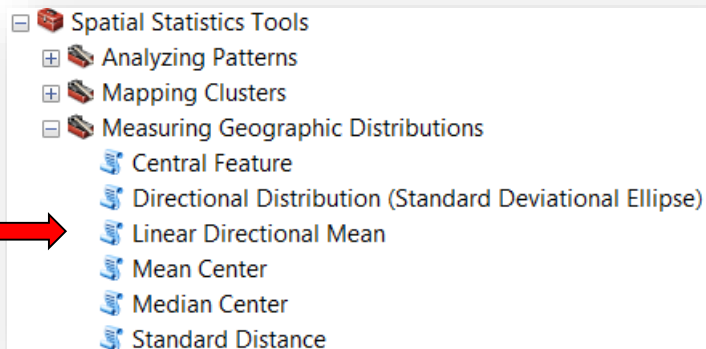 Spatial Statistics Tools
Analyzing Patterns
Mapping Clusters
Measuring Geographic Distributions
Central Feature
Directional Distribution (Standard Deviational Ellipse)
Linear Directional Mean
Mean Center
Median Center
Standard Distance